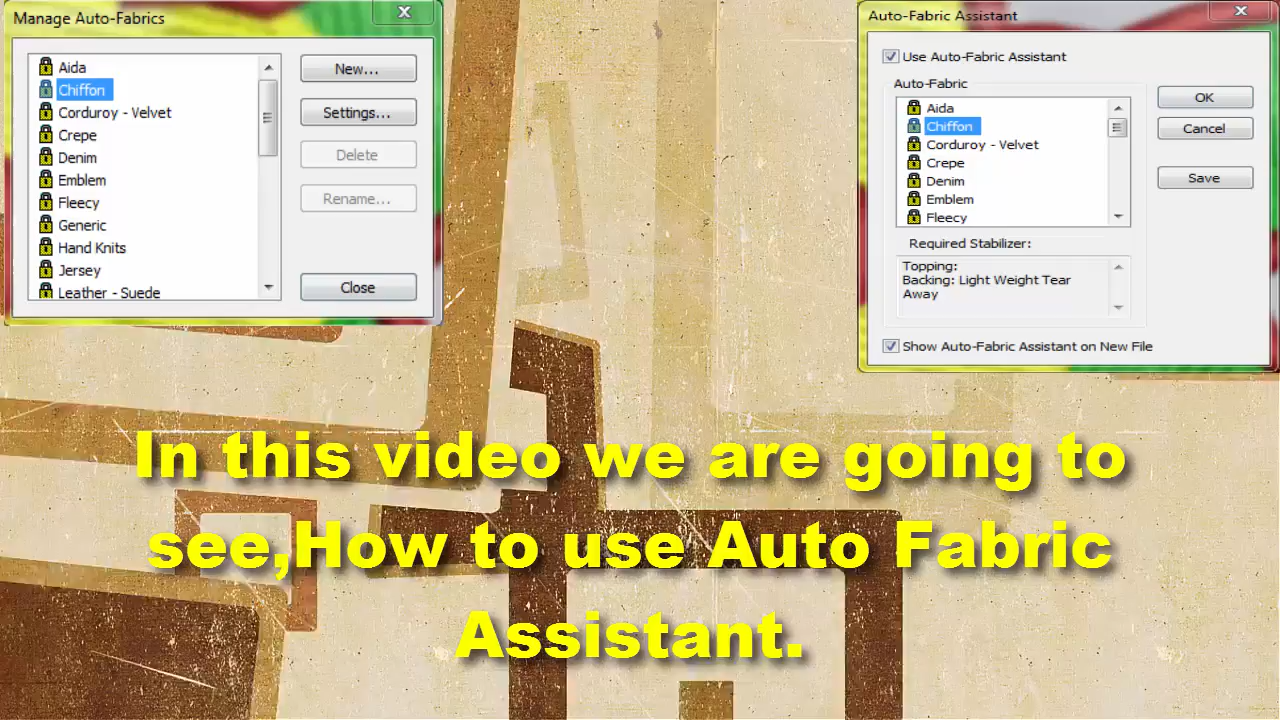 Manage Auto-Fabrics
Aida
Chiffon
Corduroy - Velvet
Crepe
Denim
Emblem
Fleecy
Generic
Hand Knits
Jersey
Leather - Suede
New...
Settings...
Delete
Rename...
Close
Auto-Fabric Assistant
Use Auto-Fabric Assistant
Auto-Fabric
Aida
Chiffon
Corduroy - Velvet
Crepe
Denim
Emblem
Fleecy
Required Stabilizer:
Topping:
Backing: Light Weight Tear
Away
Show Auto-Fabric Assistant on New File
OK
Cancel
Save
In this video we are going to
see,How to use Auto Fabric
Assistant.